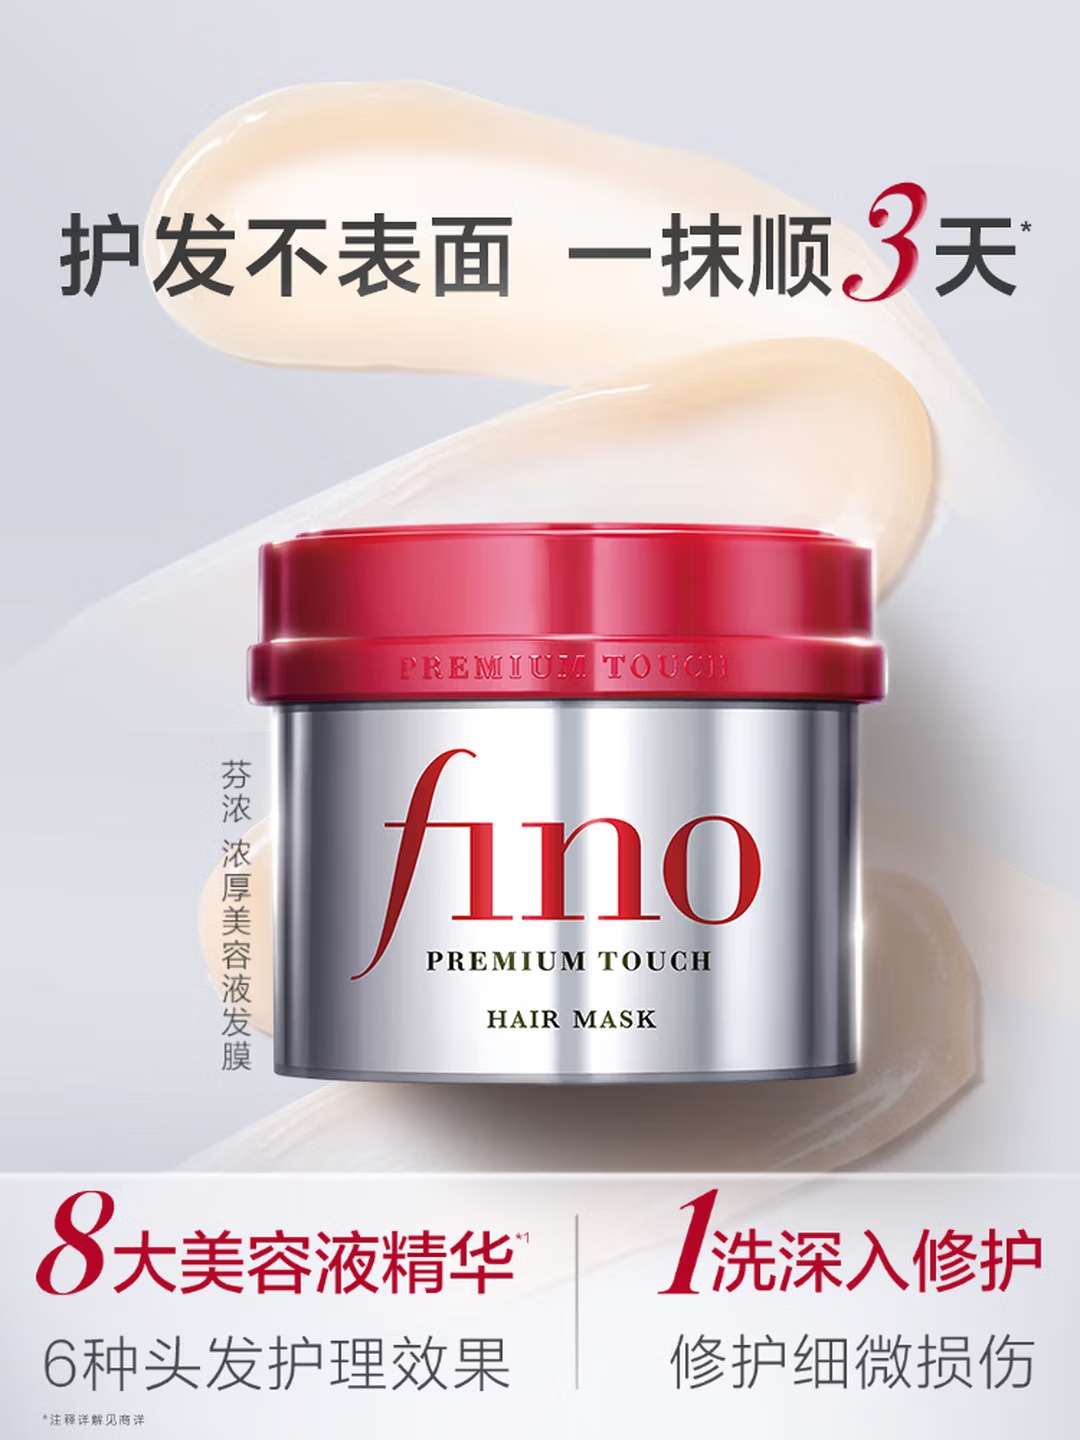 护发不表面 一抹顺3天*
PREMIUM TOUCH
fino
PREMIUM TOUCH
HAIR MASK
芬浓 浓厚美容液发膜
8大美容液精华*1
6种头发护理效果
1洗深入修护
修护细微损伤
*注释详解见商详